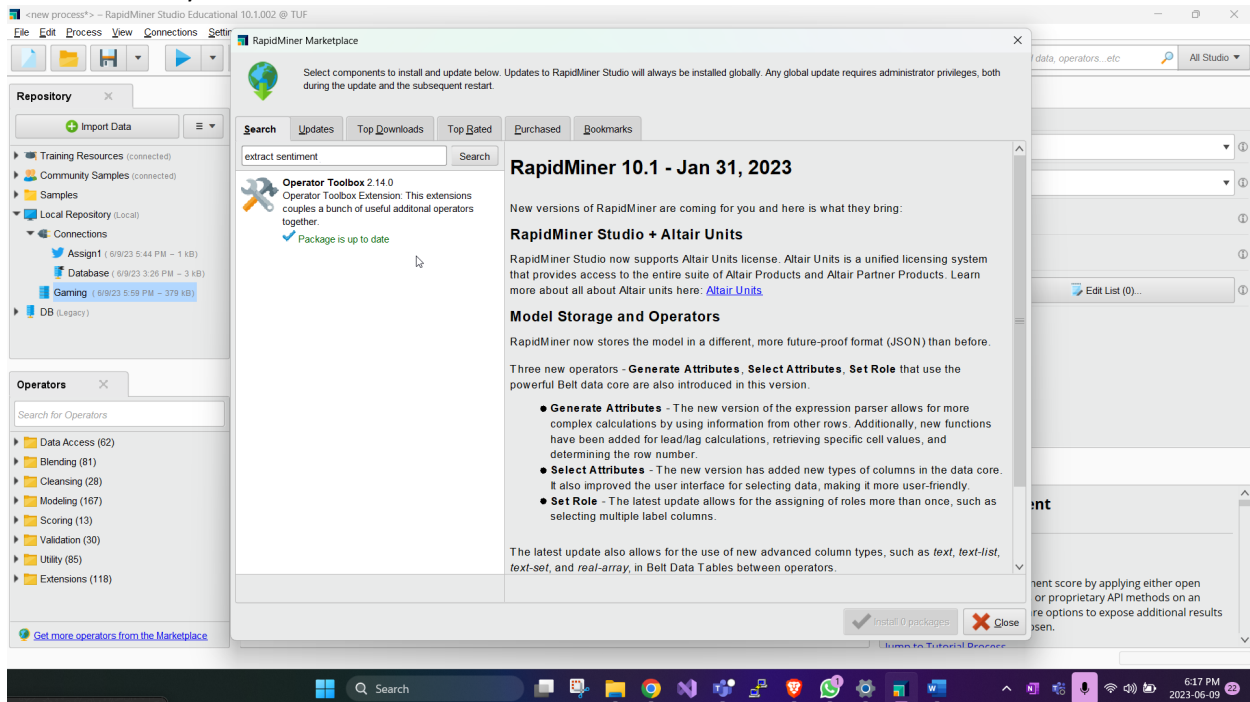 <new process*> – RapidMiner Studio Educational 10.1.002 @ TUF
File Edit Process View Connections
All Studio
Repository
Import Data
Training Resources (connected)
Community Samples (connected)
Samples
Local Repository (Local)
Connections
Assign1 ( 6/9/23 5:44 PM – 1 kB)
Database ( 6/9/23 3:26 PM – 3 kB)
Gaming ( 6/9/23 5:59 PM – 379 kB)
DB (Legacy)
Operators
Search for Operators
Data Access (62)
Blending (81)
Cleansing (28)
Modeling (167)
Scoring (13)
Validation (30)
Utility (85)
Extensions (118)
Get more operators from the Marketplace
RapidMiner Marketplace
Select components to install and update below. Updates to RapidMiner Studio will always be installed globally. Any global update requires administrator privileges, both
during the update and the subsequent restart.
Search Updates Top Downloads Top Rated Purchased Bookmarks
extract sentiment Search
Operator Toolbox 2.14.0
Operator Toolbox Extension: This extensions
couples a bunch of useful additonal operators
together.
Package is up to date
RapidMiner 10.1 - Jan 31, 2023
New versions of RapidMiner are coming for you and here is what they bring:
RapidMiner Studio + Altair Units
RapidMiner Studio now supports Altair Units license. Altair Units is a unified licensing system
that provides access to the entire suite of Altair Products and Altair Partner Products. Learn
more about all about Altair units here: Altair Units
Model Storage and Operators
RapidMiner now stores the model in a different, more future-proof format (JSON) than before.
Three new operators - Generate Attributes, Select Attributes, Set Role that use the
powerful Belt data core are also introduced in this version.
Generate Attributes - The new version of the expression parser allows for more
complex calculations by using information from other rows. Additionally, new functions
have been added for lead/lag calculations, retrieving specific cell values, and
determining the row number.
Select Attributes - The new version has added new types of columns in the data core.
It also improved the user interface for selecting data, making it more user-friendly.
Set Role - The latest update allows for the assigning of roles more than once, such as
selecting multiple label columns.
The latest update also allows for the use of new advanced column types, such as text, text-list,
text-set, and real-array, in Belt Data Tables between operators.
Install 0 packages
Close
data, operators...etc
Edit List (0)...
score by applying either open
or proprietary API methods on an
options to expose additional results
Jump to Tutorial Process
Search
6:17 PM
2023-06-09
22